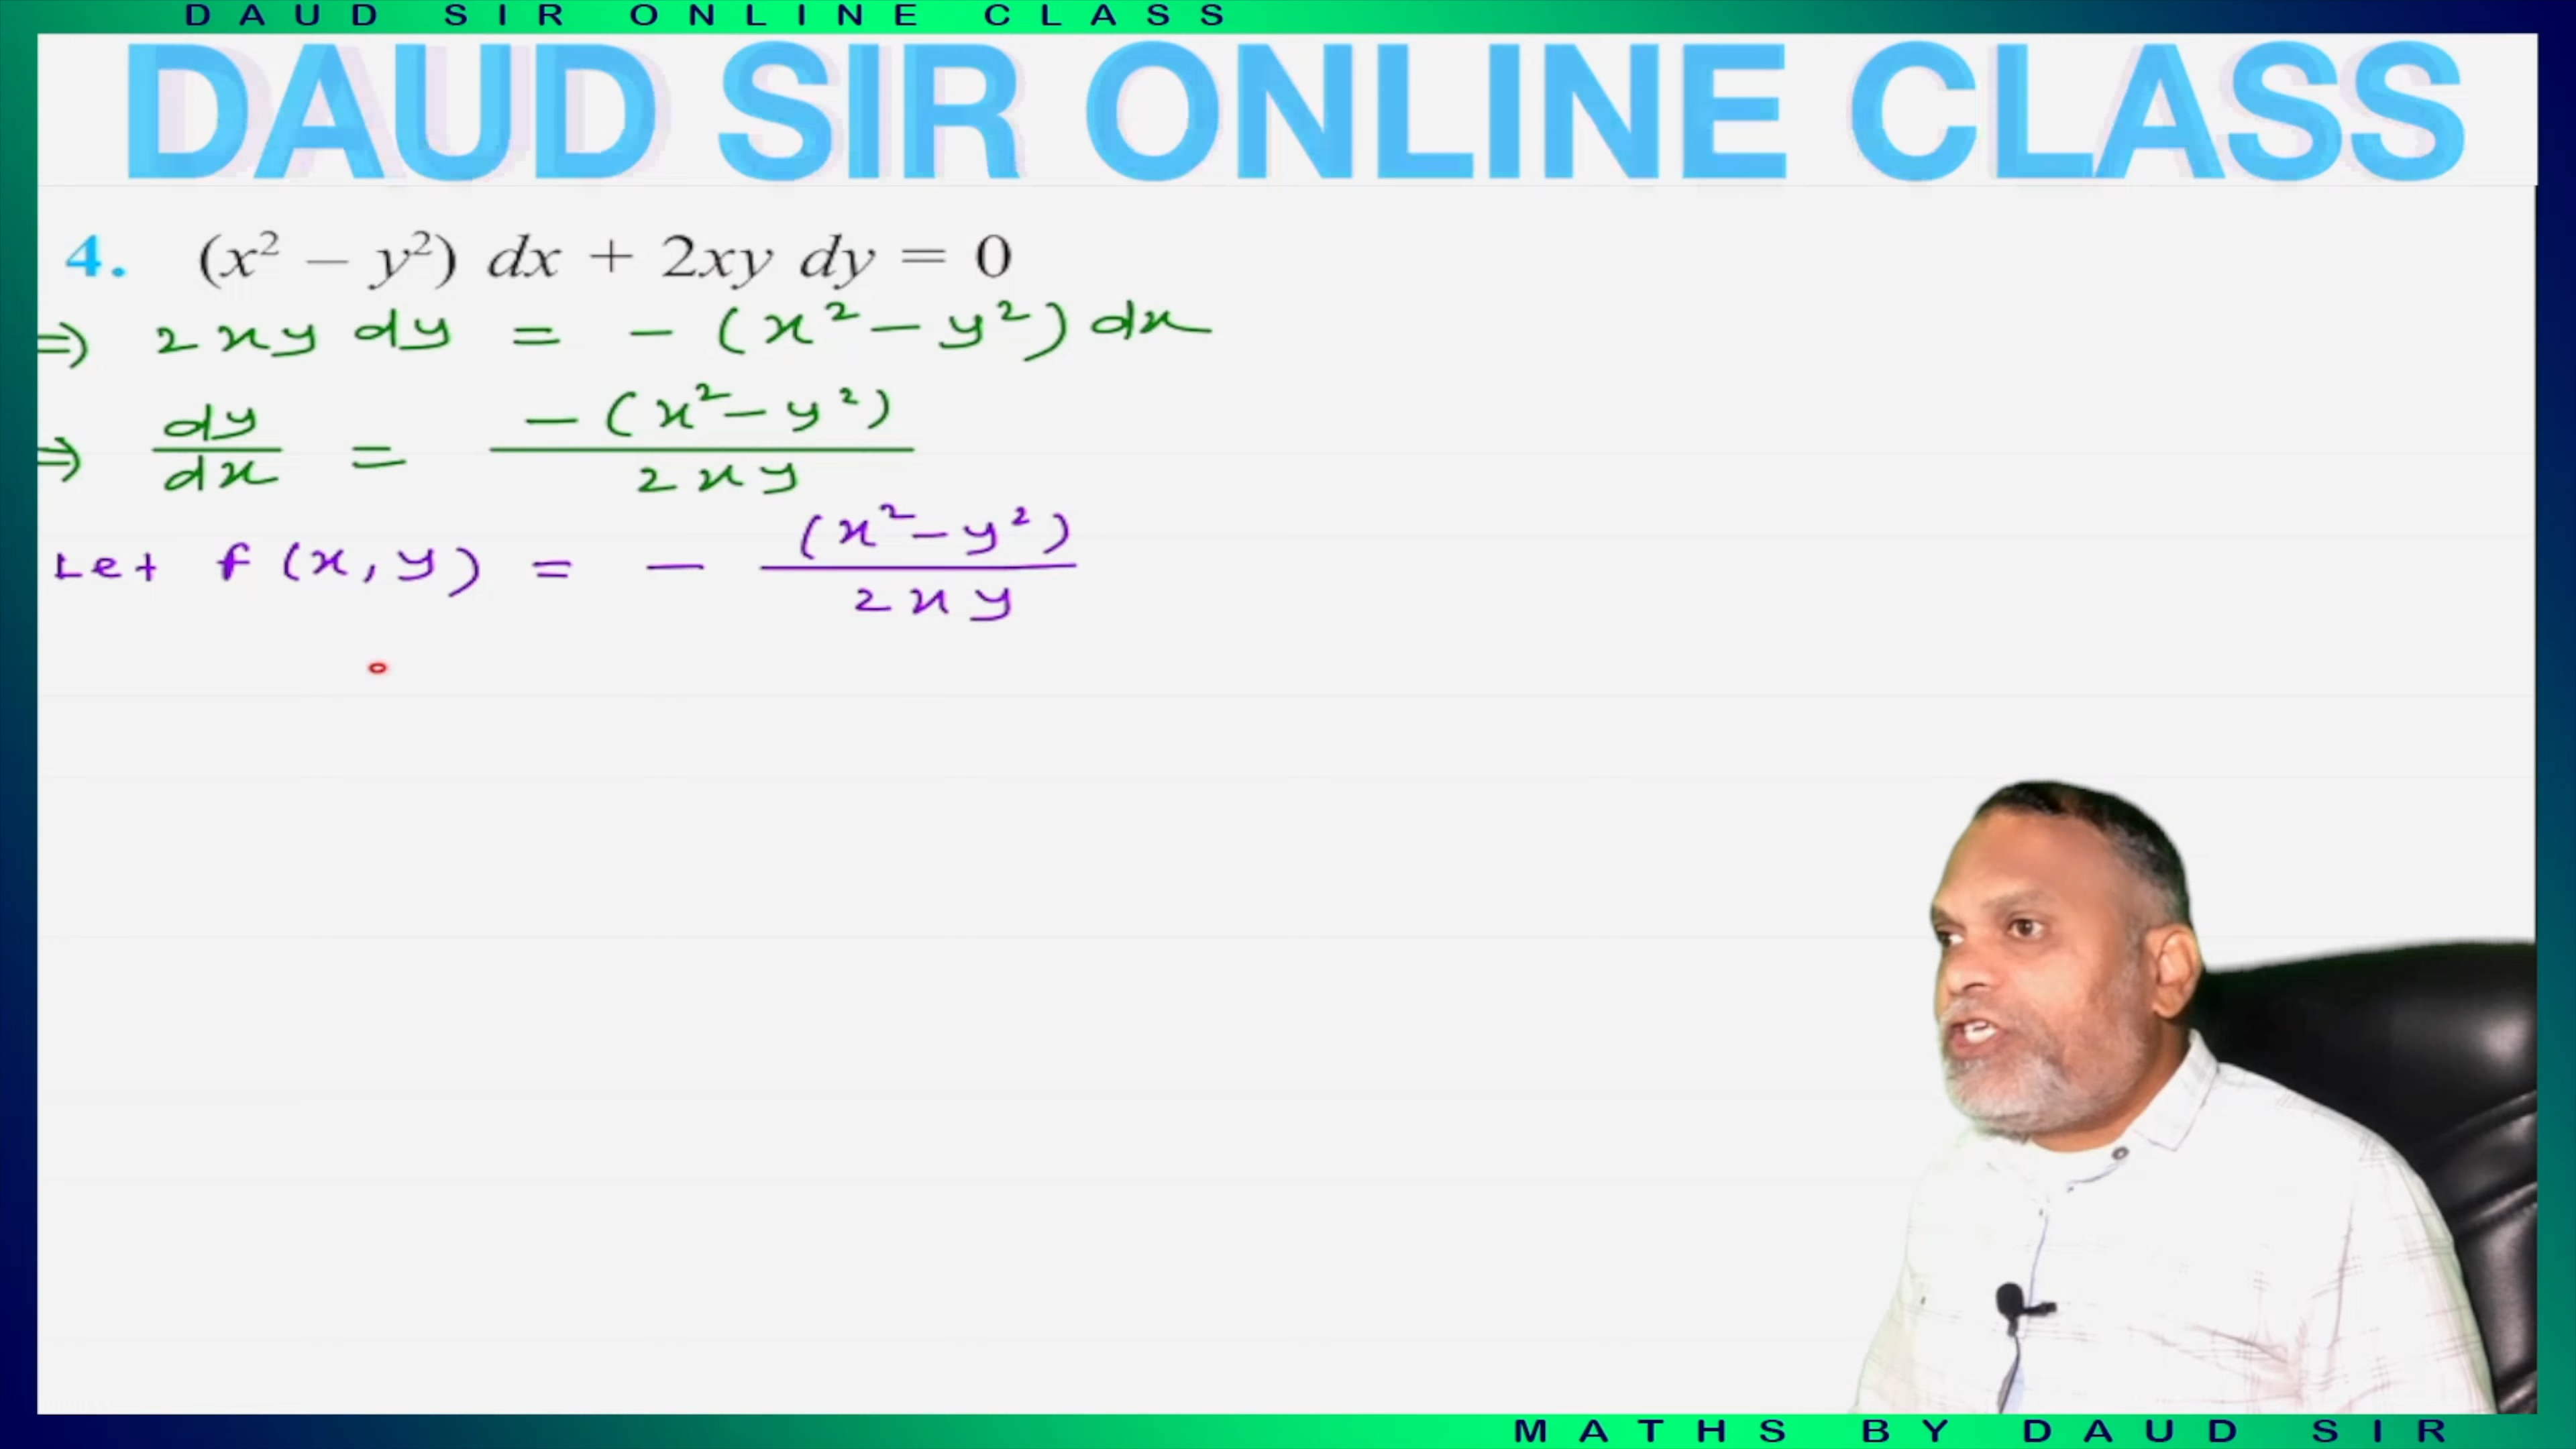 DAUD SIR ONLINE CLASS
DAUD SIR ONLINE CLASS
4. (x² − y²) dx + 2xy dy = 0
⇒ 2xy dy = − (x² − y²) dx
⇒ dy/dx = −(x² − y²)/2xy
Let f(x, y) = − (x² − y²)/2xy
MATHS BY DAUD SIR